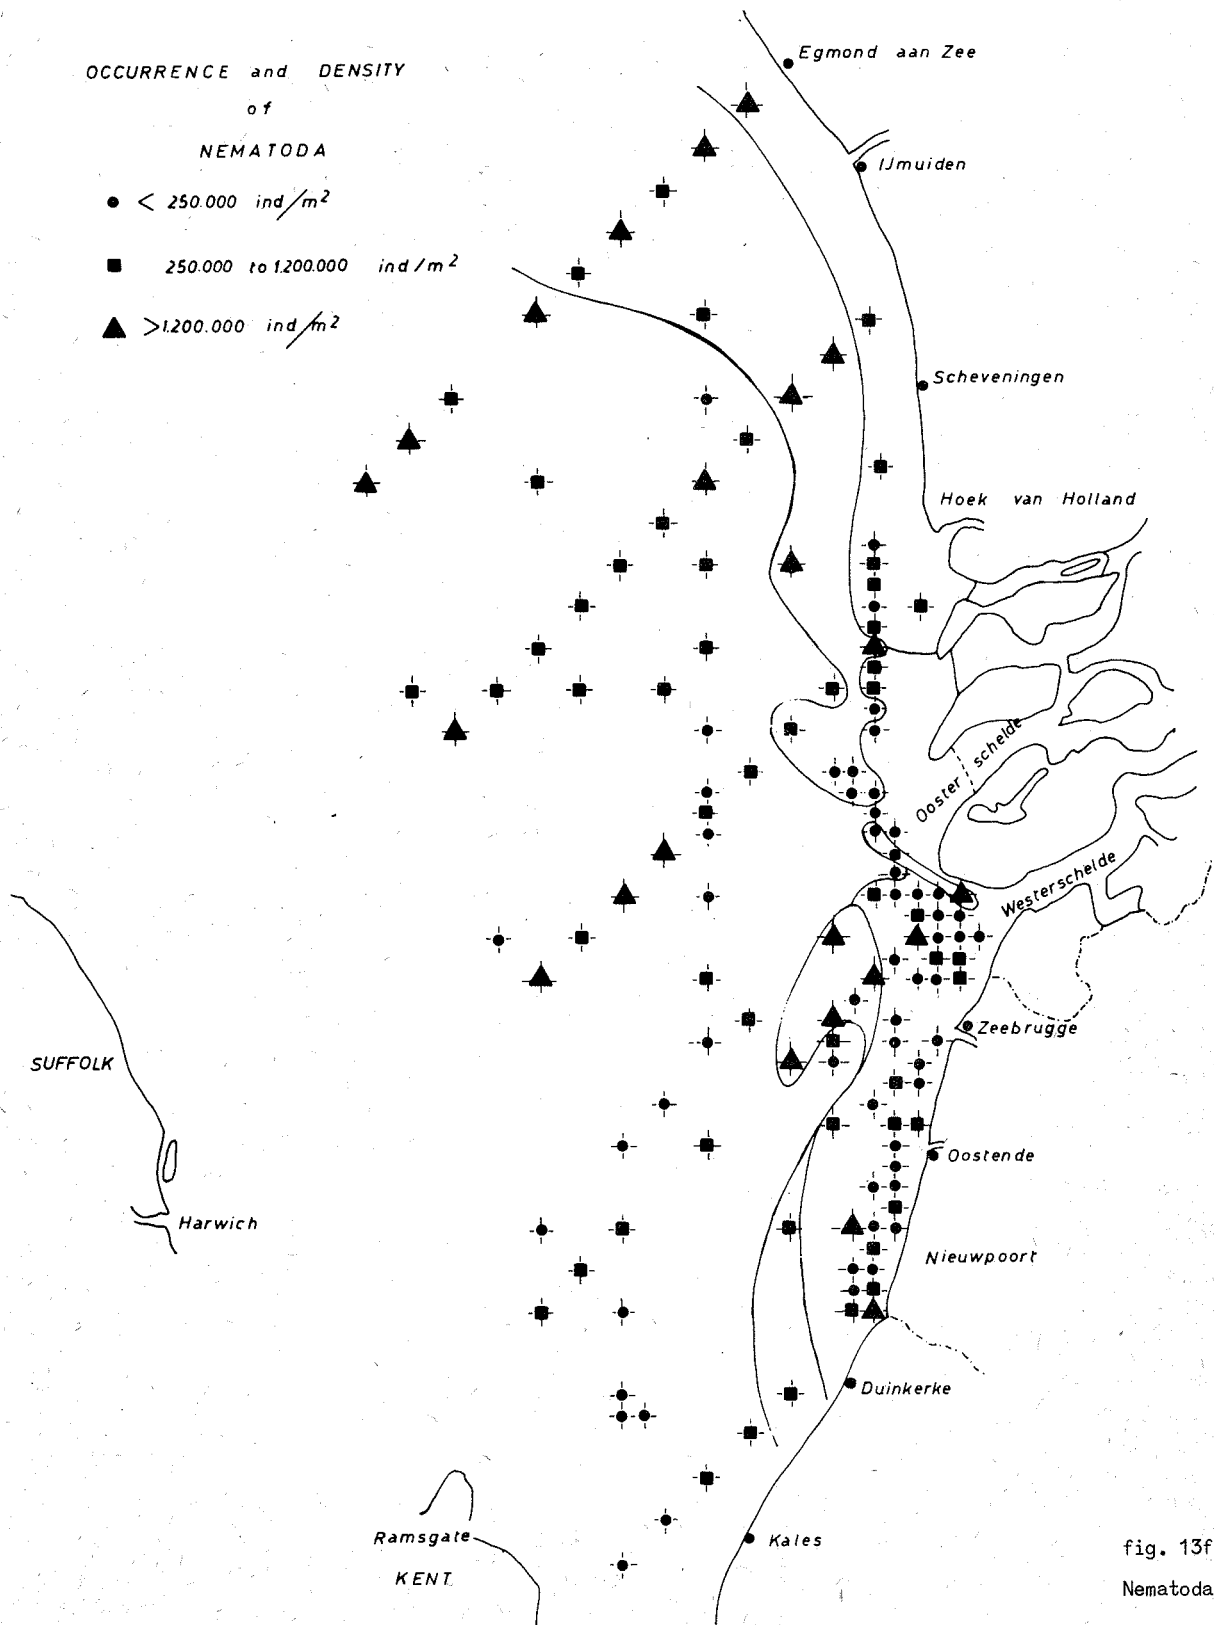 OCCURRENCE and DENSITY
of
NEMATODA
< 250.000 ind/m²
250.000 to 1.200.000 ind/m²
>1.200.000 ind/m²
Egmond aan Zee
IJmuiden
Scheveningen
Hoek van Holland
Ooster schelde
Westerschelde
Zeebrugge
SUFFOLK
Oostende
Harwich
Nieuwpoort
Duinkerke
Ramsgate
Kales
KENT
fig. 13f
Nematoda